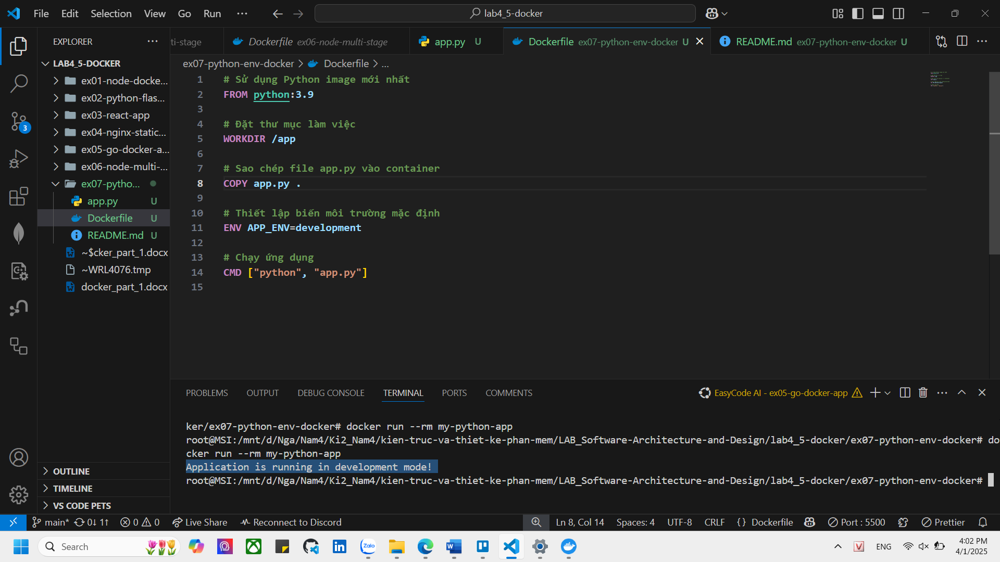 File Edit Selection View Go Run ···
lab4_5-docker
EXPLORER ···
ti-stage
Dockerfile ex06-node-multi-stage
app.py U
Dockerfile ex07-python-env-docker U
README.md ex07-python-env-docker U
ex07-python-env-docker > Dockerfile > ...
LAB4_5-DOCKER
ex01-node-docke...
ex02-python-flas...
ex03-react-app
ex04-nginx-static...
ex05-go-docker-a...
ex06-node-multi-...
ex07-pytho...
app.py U
Dockerfile U
README.md U
~$cker_part_1.docx
~WRL4076.tmp
docker_part_1.docx
3
OUTLINE
TIMELINE
VS CODE PETS
1 # Sử dụng Python image mới nhất
2 FROM python:3.9
3
4 # Đặt thư mục làm việc
5 WORKDIR /app
6
7 # Sao chép file app.py vào container
8 COPY app.py .
9
10 # Thiết lập biến môi trường mặc định
11 ENV APP_ENV=development
12
13 # Chạy ứng dụng
14 CMD ["python", "app.py"]
15
PROBLEMS OUTPUT DEBUG CONSOLE TERMINAL PORTS COMMENTS
EasyCode AI - ex05-go-docker-app
ker/ex07-python-env-docker# docker run --rm my-python-app
root@MSI:/mnt/d/Nga/Nam4/Ki2_Nam4/kien-truc-va-thiet-ke-phan-mem/LAB_Software-Architecture-and-Design/lab4_5-docker/ex07-python-env-docker# do
cker run --rm my-python-app
Application is running in development mode!
root@MSI:/mnt/d/Nga/Nam4/Ki2_Nam4/kien-truc-va-thiet-ke-phan-mem/LAB_Software-Architecture-and-Design/lab4_5-docker/ex07-python-env-docker#
main* 0↓ 1↑ 0 0 Live Share Reconnect to Discord
Ln 8, Col 14 Spaces: 4 UTF-8 CRLF {} Dockerfile Port : 5500 Prettier
Search
Zalo
V
ENG
4:02 PM
4/1/2025